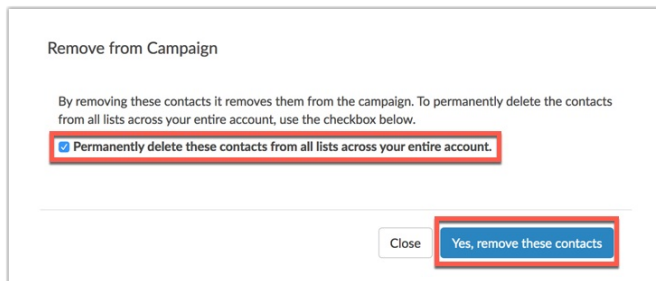 Remove from Campaign
By removing these contacts it removes them from the campaign. To permanently delete the contacts
from all lists across your entire account, use the checkbox below.
Permanently delete these contacts from all lists across your entire account.
Close
Yes, remove these contacts